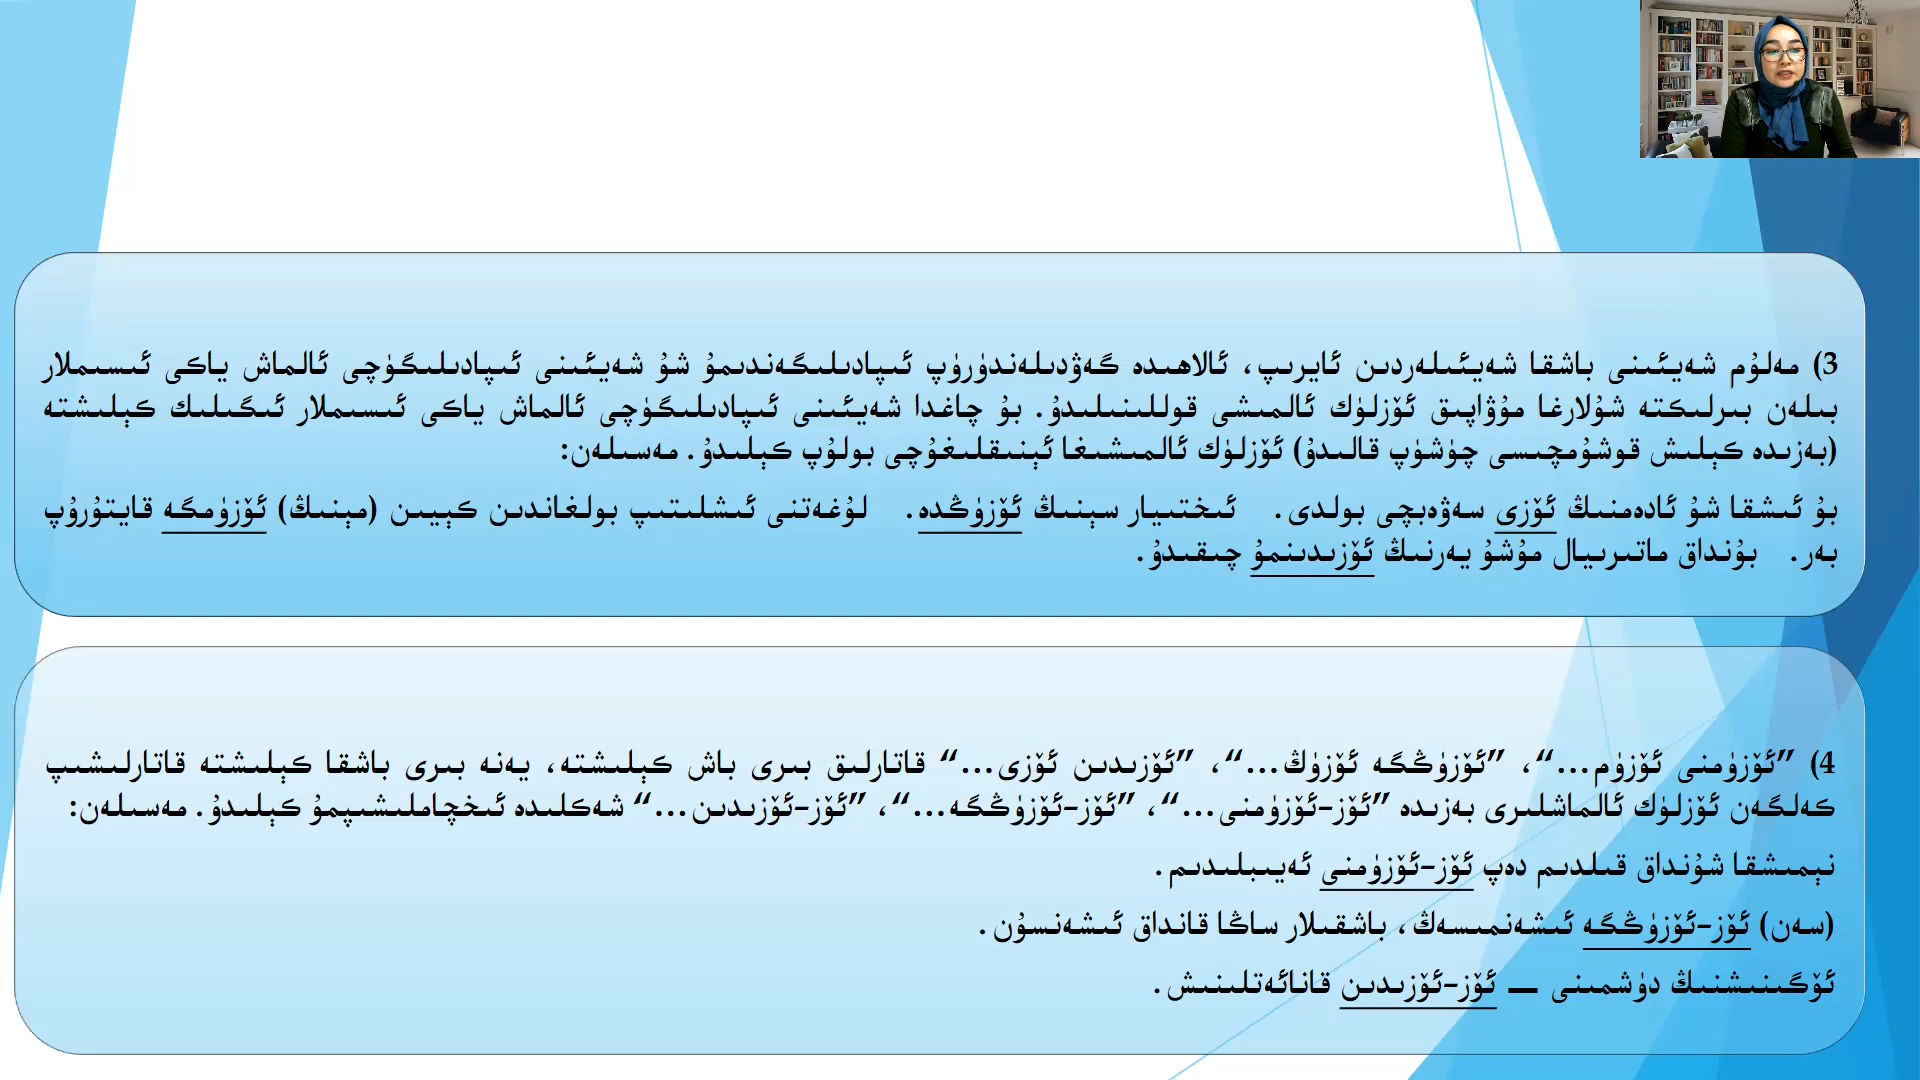 3) مەلۇم شەيئىنى باشقا شەيئىلەردىن ئايرىپ، ئالاھىدە گەۋدىلەندۈرۈپ ئىپادىلىگەندىمۇ شۇ شەيئىنى ئىپادىلىگۈچى ئالماش ياكى ئىسىملار
بىلەن بىرلىكتە شۇلارغا مۇۋاپىق ئۆزلۈك ئالمىشى قوللىنىلىدۇ. بۇ چاغدا شەيئىنى ئىپادىلىگۈچى ئالماش ياكى ئىسىملار ئىگىلىك كېلىشتە
(بەزىدە كېلىش قوشۇمچىسى چۈشۈپ قالىدۇ) ئۆزلۈك ئالمىشىغا ئېنىقلىغۇچى بولۇپ كېلىدۇ. مەسىلەن:
بۇ ئىشقا شۇ ئادەمنىڭ ئۆزى سەۋەبچى بولدى. ئىختىيار سېنىڭ ئۆزۈڭدە. لۇغەتنى ئىشلىتىپ بولغاندىن كېيىن (مېنىڭ) ئۆزۈمگە قايتۇرۇپ
بەر. بۇنداق ماتىرىيال مۇشۇ يەرنىڭ ئۆزىدىنمۇ چىقىدۇ.
4) ”ئۆزۈمنى ئۆزۈم...“، ”ئۆزۈڭگە ئۆزۈڭ...“، ”ئۆزىدىن ئۆزى...“ قاتارلىق بىرى باش كېلىشتە، يەنە بىرى باشقا كېلىشتە قاتارلىشىپ
كەلگەن ئۆزلۈك ئالماشلىرى بەزىدە ”ئۆز-ئۆزۈمنى...“، ”ئۆز-ئۆزۈڭگە...“، ”ئۆز-ئۆزىدىن...“ شەكلىدە ئىخچاملىشىپمۇ كېلىدۇ. مەسىلەن:
نېمىشقا شۇنداق قىلدىم دەپ ئۆز-ئۆزۈمنى ئەيىبلىدىم.
(سەن) ئۆز-ئۆزۈڭگە ئىشەنمىسەڭ، باشقىلار ساڭا قانداق ئىشەنسۇن.
ئۆگىنىشنىڭ دۈشمىنى — ئۆز-ئۆزىدىن قانائەتلىنىش.